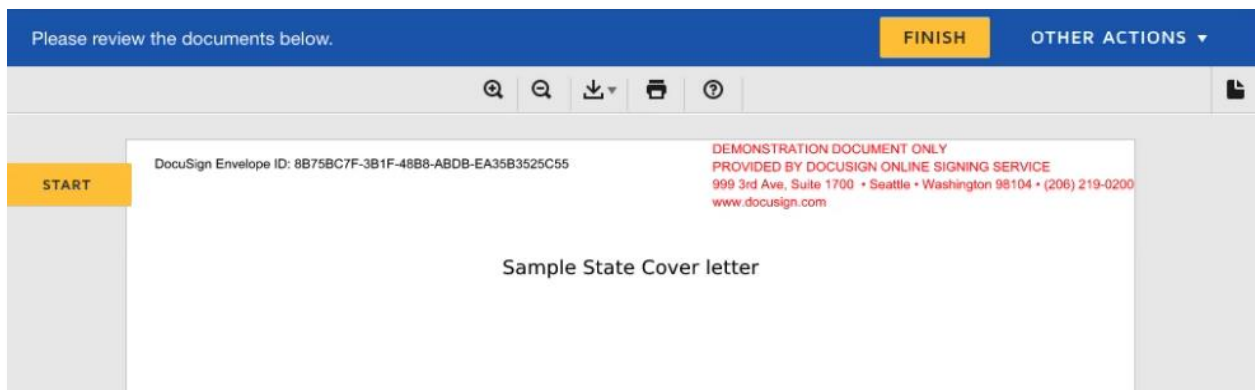 Please review the documents below.
FINISH
OTHER ACTIONS
START
DocuSign Envelope ID: 8B75BC7F-3B1F-48B8-ABDB-EA35B3525C55
DEMONSTRATION DOCUMENT ONLY
PROVIDED BY DOCUSIGN ONLINE SIGNING SERVICE
999 3rd Ave, Suite 1700 • Seattle • Washington 98104 • (206) 219-0200
www.docusign.com
Sample State Cover letter